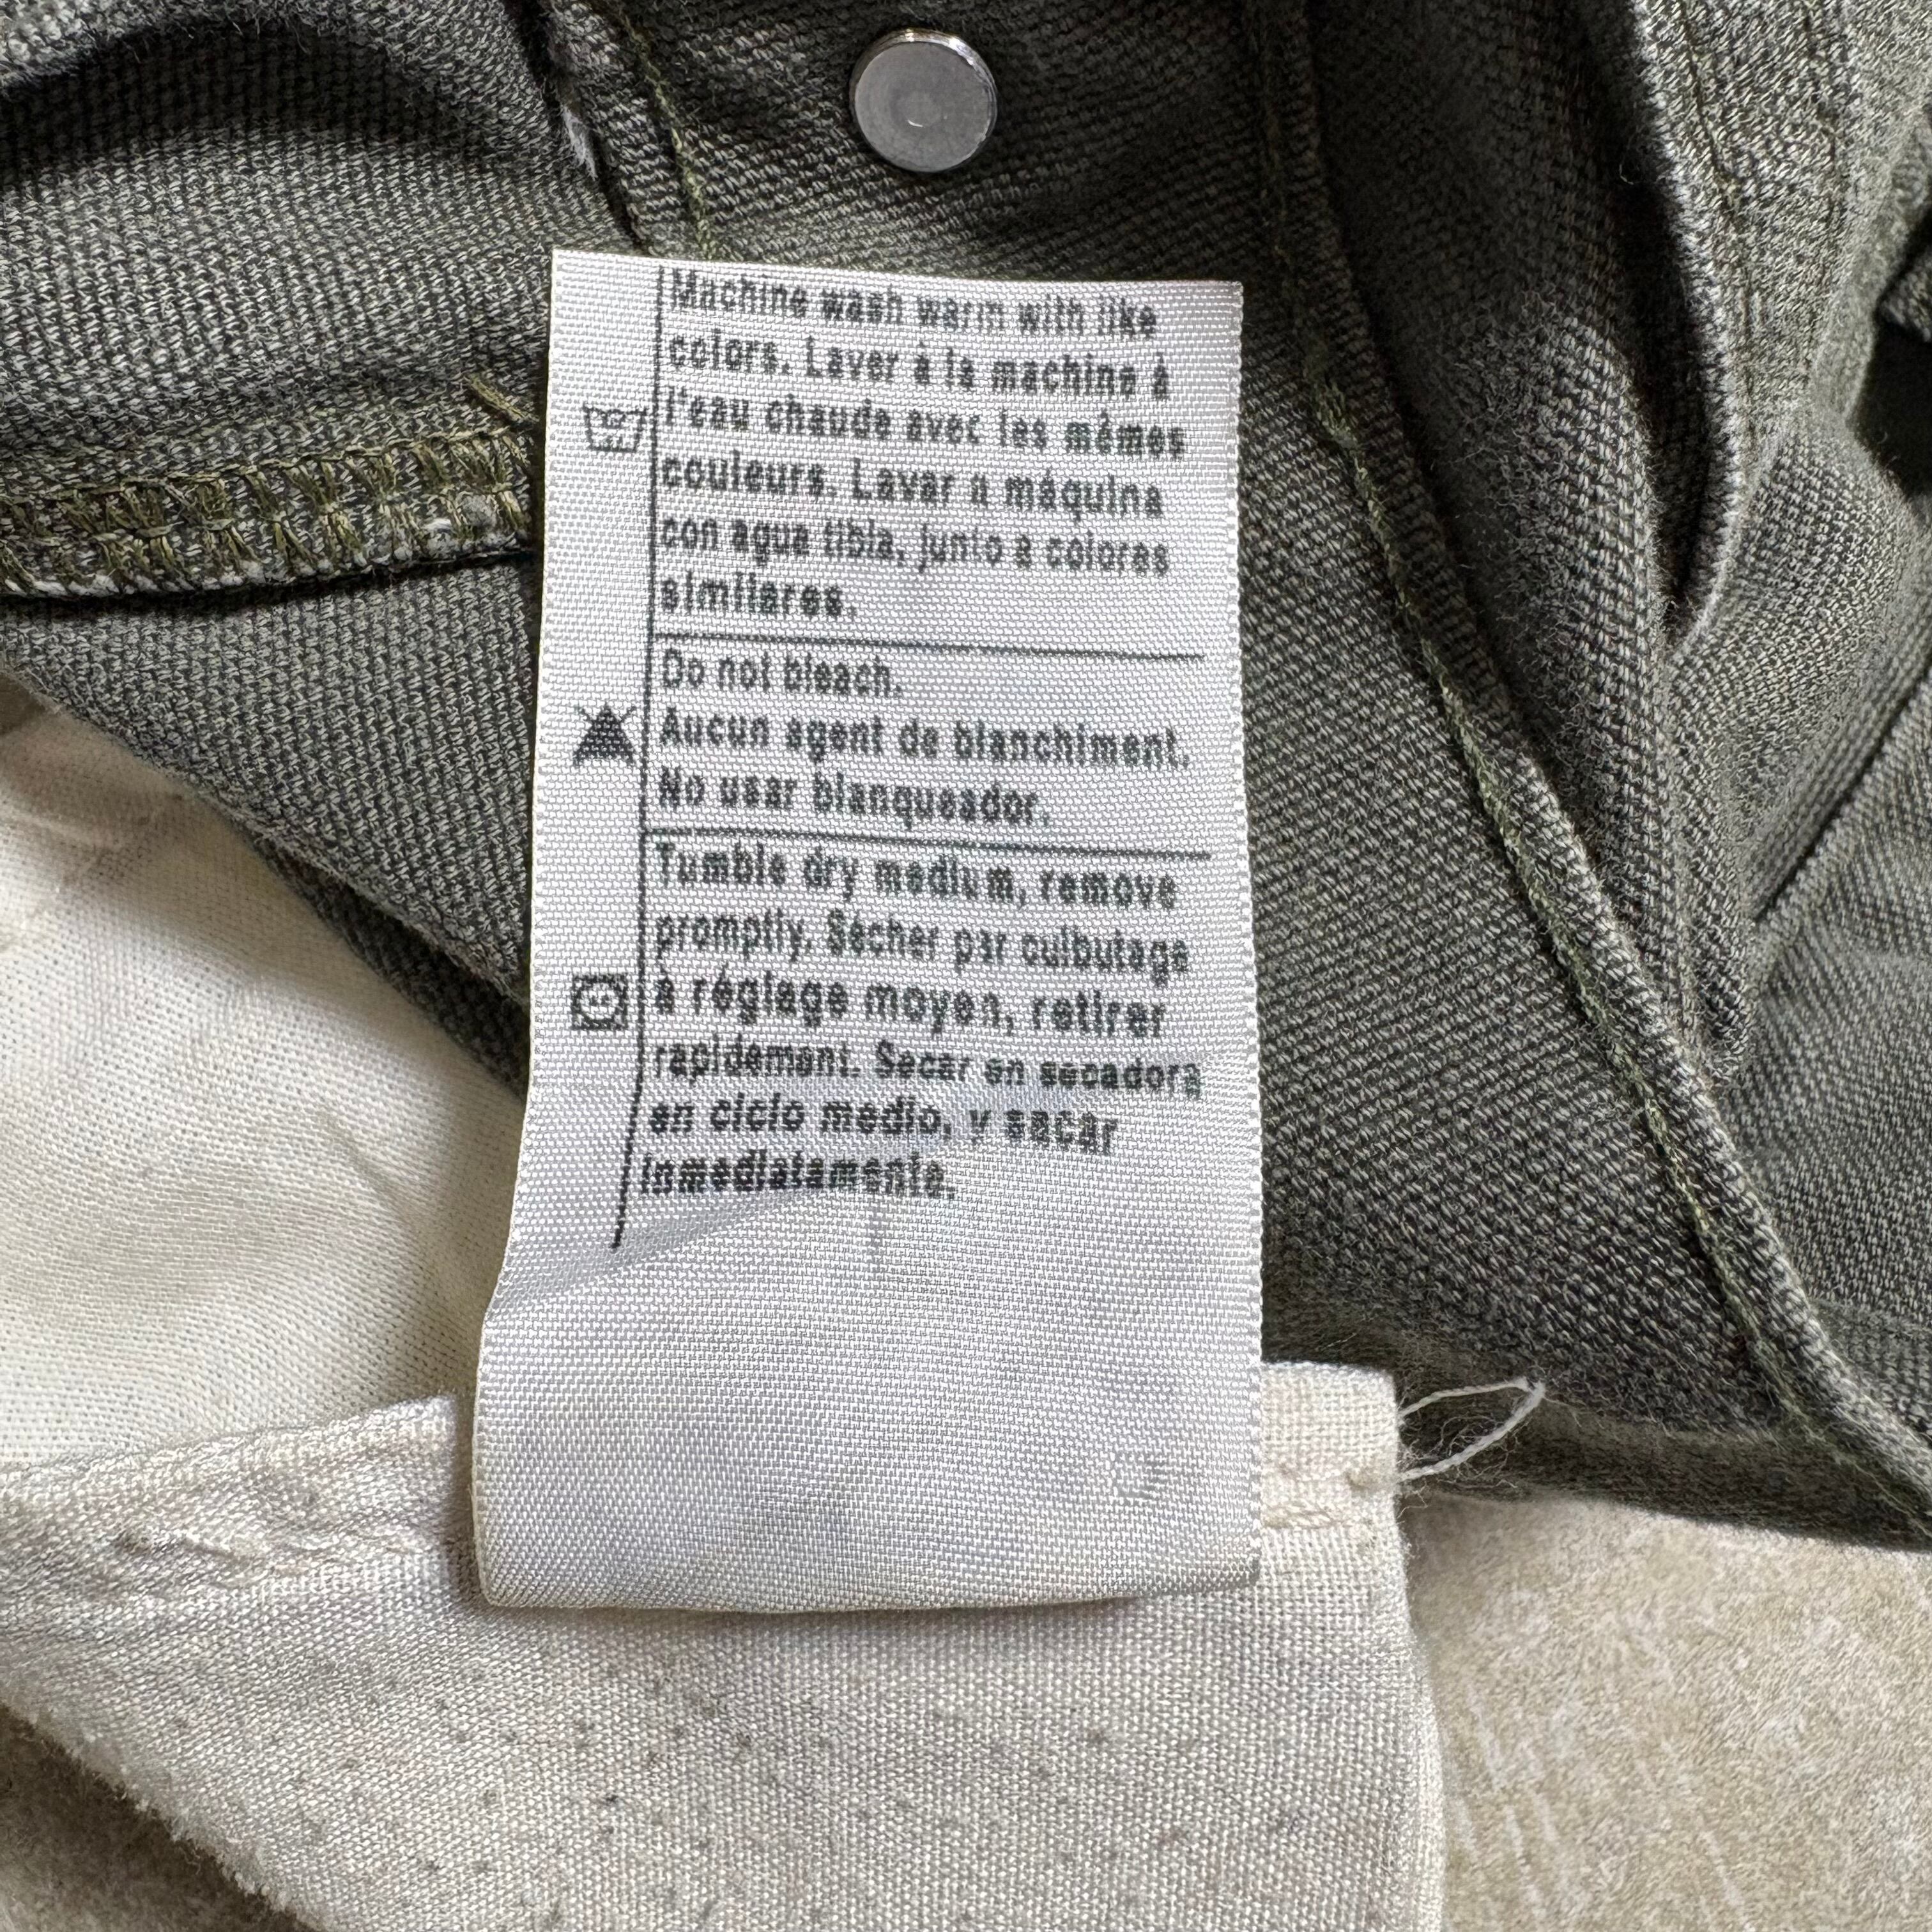 Machine wash warm with like
colors. Laver à la machine à
l'eau chaude avec les mêmes
couleurs. Lavar a máquina
con agua tibia, junto a colores
similares.
Do not bleach.
Aucun agent de blanchiment.
No usar blanqueador.
Tumble dry medium, remove
promptly. Sécher par culbutage
à réglage moyen, retirer
rapidement. Secar en secadora
en ciclo medio, y sacar
inmediatamente.